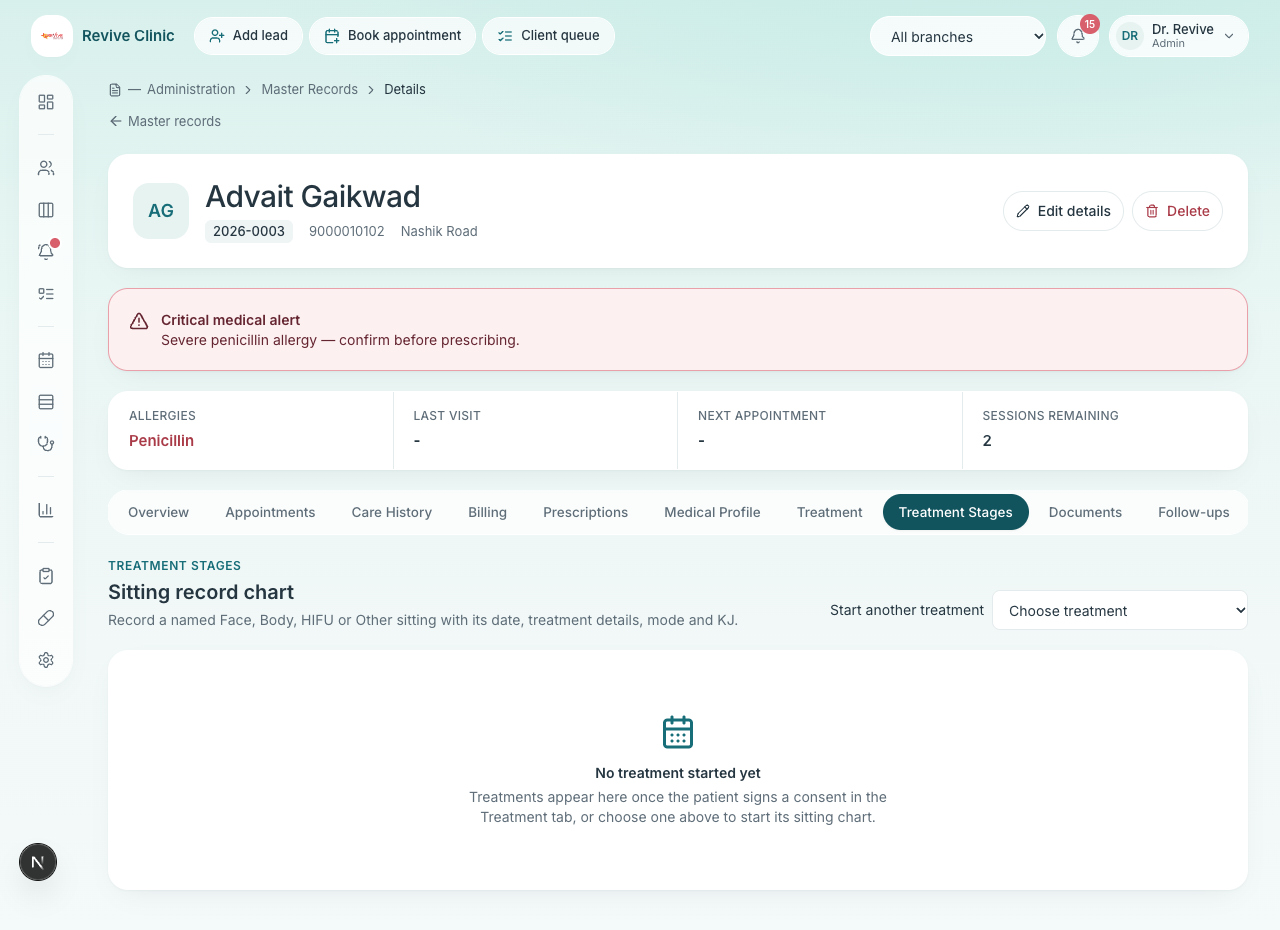 Revive Clinic
Add lead
Book appointment
Client queue
All branches
15
DR
Dr. Revive
Admin
— Administration > Master Records > Details
Master records
AG
Advait Gaikwad
2026-0003 9000010102 Nashik Road
Edit details
Delete
Critical medical alert
Severe penicillin allergy — confirm before prescribing.
ALLERGIES
Penicillin
LAST VISIT
-
NEXT APPOINTMENT
-
SESSIONS REMAINING
2
Overview Appointments Care History Billing Prescriptions Medical Profile Treatment Treatment Stages Documents Follow-ups
TREATMENT STAGES
Sitting record chart
Record a named Face, Body, HIFU or Other sitting with its date, treatment details, mode and KJ.
Start another treatment
Choose treatment
No treatment started yet
Treatments appear here once the patient signs a consent in the
Treatment tab, or choose one above to start its sitting chart.
N